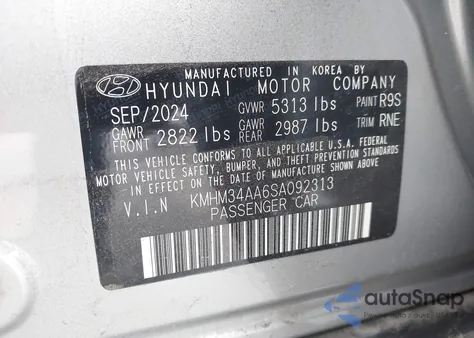 MANUFACTURED IN KOREA BY
HYUNDAI MOTOR COMPANY
SEP/2024 GVWR 5313 lbs PAINT R9S
GAWR FRONT 2822 lbs GAWR REAR 2987 lbs TRIM RNE
THIS VEHICLE CONFORMS TO ALL APPLICABLE U.S.A. FEDERAL
MOTOR VEHICLE SAFETY, BUMPER, AND THEFT PREVENTION
STANDARDS IN EFFECT ON THE DATE OF MANUFACTURE
SHOWN ABOVE.
V.I.N KMHM34AA6SA092313
PASSENGER CAR
autoSnap